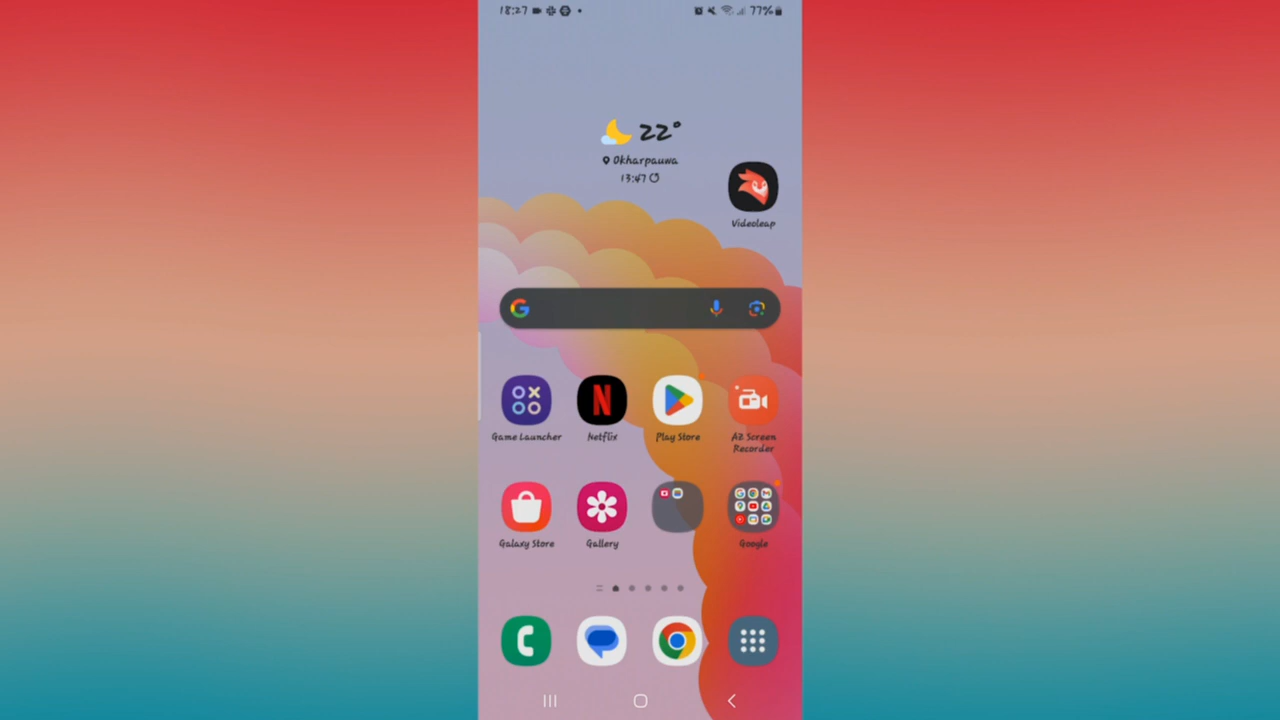 18:27 77%
22°
Okharpauwa
13:47
Videoleap
Game Launcher Netflix Play Store AZ Screen Recorder
Galaxy Store Gallery Google